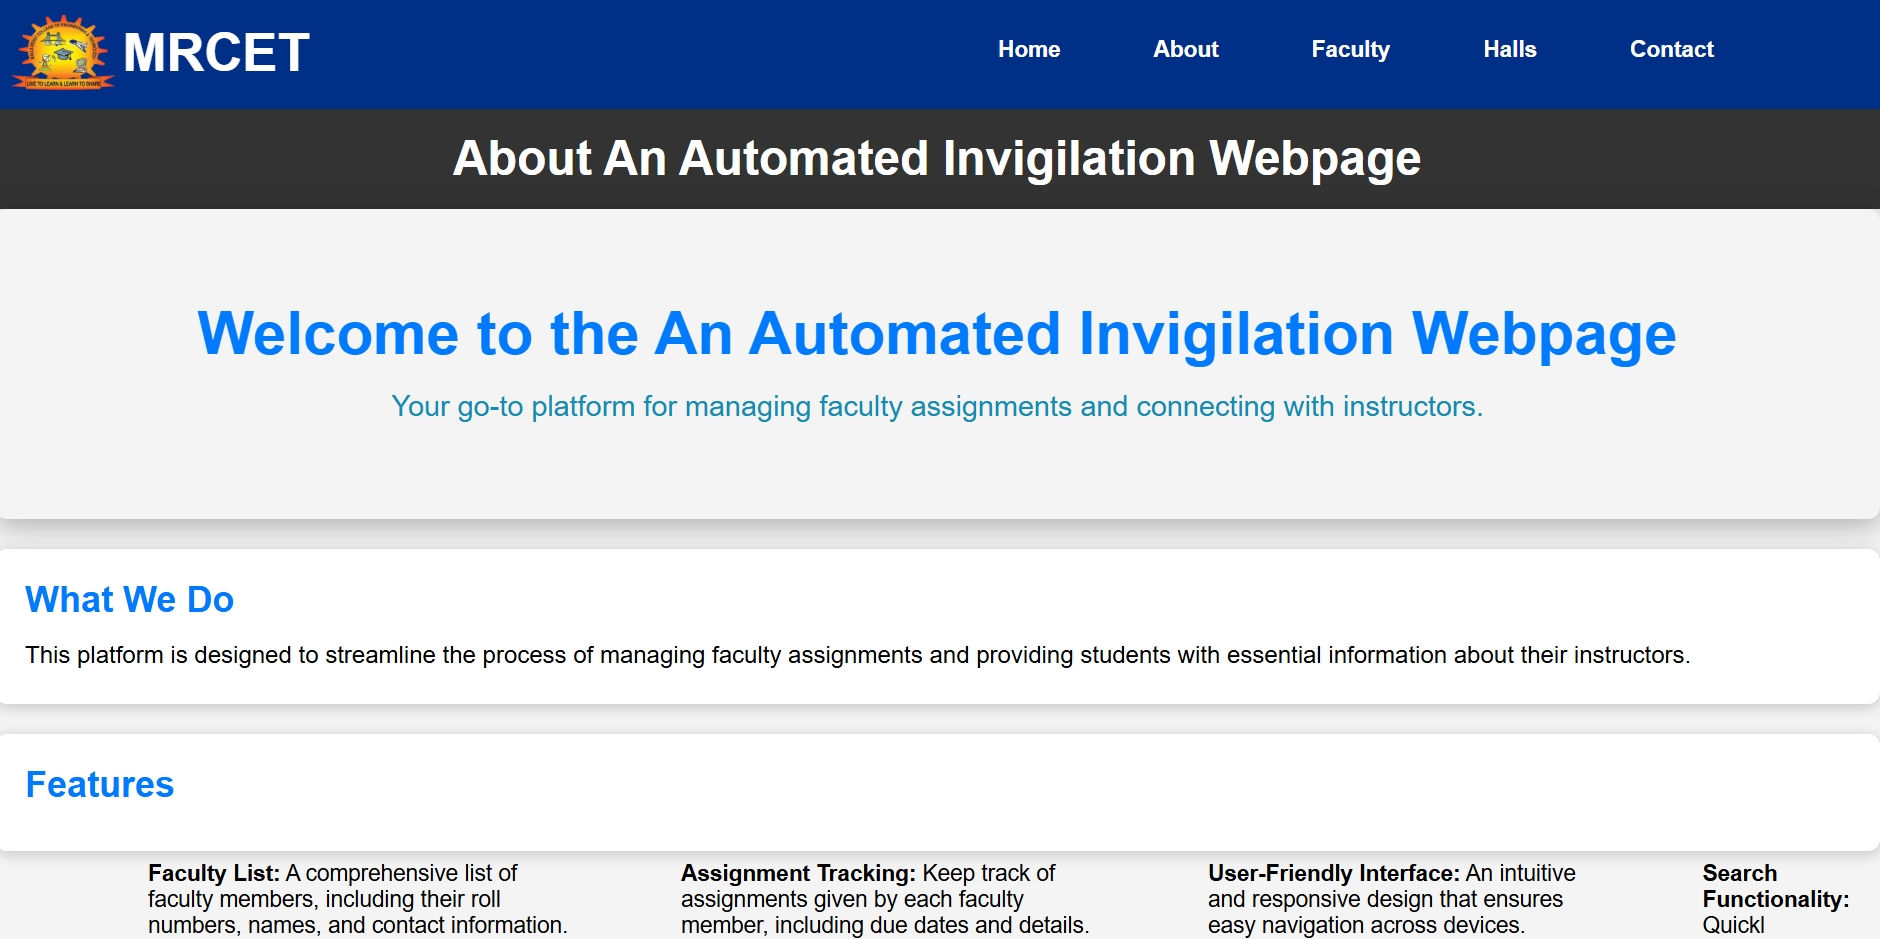 MRCET
Home
About
Faculty
Halls
Contact
LIVE TO LEARN & LEARN TO SHARE
About An Automated Invigilation Webpage
Welcome to the An Automated Invigilation Webpage
Your go-to platform for managing faculty assignments and connecting with instructors.
What We Do
This platform is designed to streamline the process of managing faculty assignments and providing students with essential information about their instructors.
Features
Faculty List: A comprehensive list of
faculty members, including their roll
numbers, names, and contact information.
Assignment Tracking: Keep track of
assignments given by each faculty
member, including due dates and details.
User-Friendly Interface: An intuitive
and responsive design that ensures
easy navigation across devices.
Search
Functionality:
Quickl